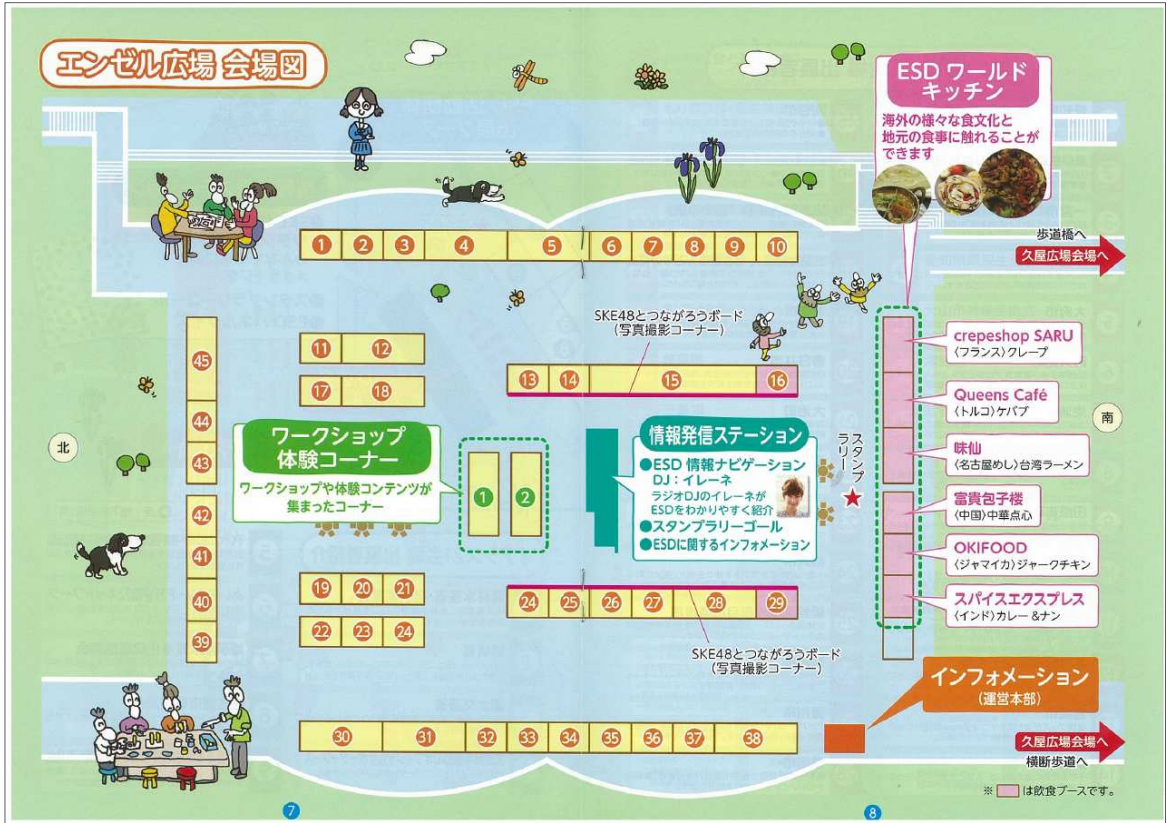 エンゼル広場 会場図
ESD ワールド
キッチン
海外の様々な食文化と
地元の食事に触れることが
できます
歩道橋へ
久屋広場会場へ
1 2 3 4 5 6 7 8 9 10
SKE48とつながろうボード
(写真撮影コーナー)
11 12
13 14 15 16
17 18
45
44
43
42
41
40
39
北
南
crepeshop SARU
〈フランス〉クレープ
Queens Café
〈トルコ〉ケバブ
味仙
〈名古屋めし〉台湾ラーメン
富貴包子楼
〈中国〉中華点心
OKIFOOD
〈ジャマイカ〉ジャークチキン
スパイスエクスプレス
〈インド〉カレー&ナン
ワークショップ
体験コーナー
ワークショップや体験コンテンツが
集まったコーナー
1 2
情報発信ステーション
●ESD 情報ナビゲーション
DJ:イレーネ
ラジオDJのイレーネが
ESDをわかりやすく紹介
●スタンプラリーゴール
●ESDに関するインフォメーション
スタンプ
ラリー
19 20 21
22 23 24
24 25 26 27 28 29
SKE48とつながろうボード
(写真撮影コーナー)
インフォメーション
(運営本部)
30 31 32 33 34 35 36 37 38
久屋広場会場へ
横断歩道へ
※ は飲食ブースです。
7
8